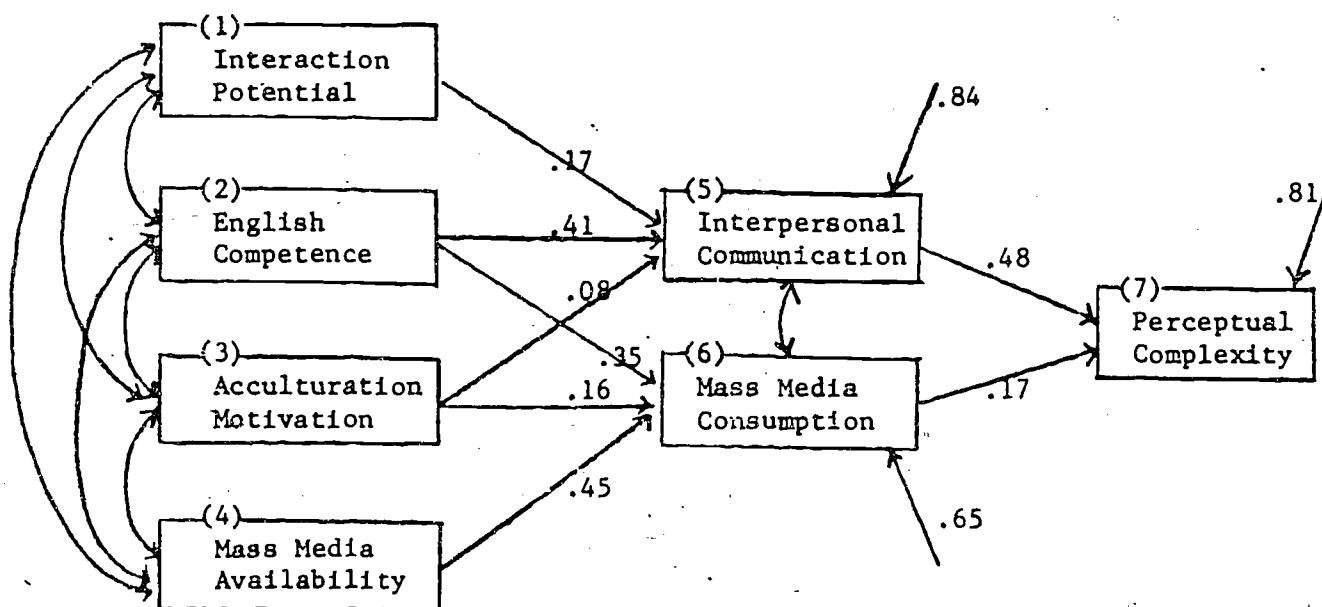 (1)
Interaction
Potential
.84
.17
(2)
English
Competence
(5)
Interpersonal
Communication
.81
.41
.48
(7)
Perceptual
Complexity
.08
(3)
Acculturation
Motivation
.35
.16
(6)
Mass Media
Consumption
.17
.45
(4)
Mass Media
Availability
.65